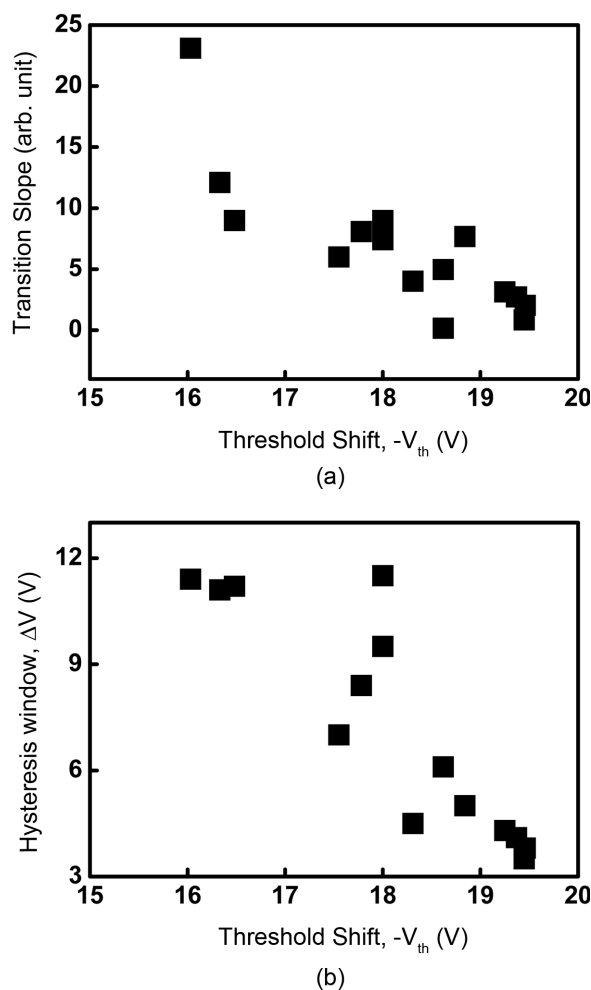 25
20
15
10
5
0
Transition Slope (arb. unit)
15 16 17 18 19 20
Threshold Shift, -Vth (V)
(a)
12
9
6
3
Hysteresis window, ΔV (V)
15 16 17 18 19 20
Threshold Shift, -Vth (V)
(b)